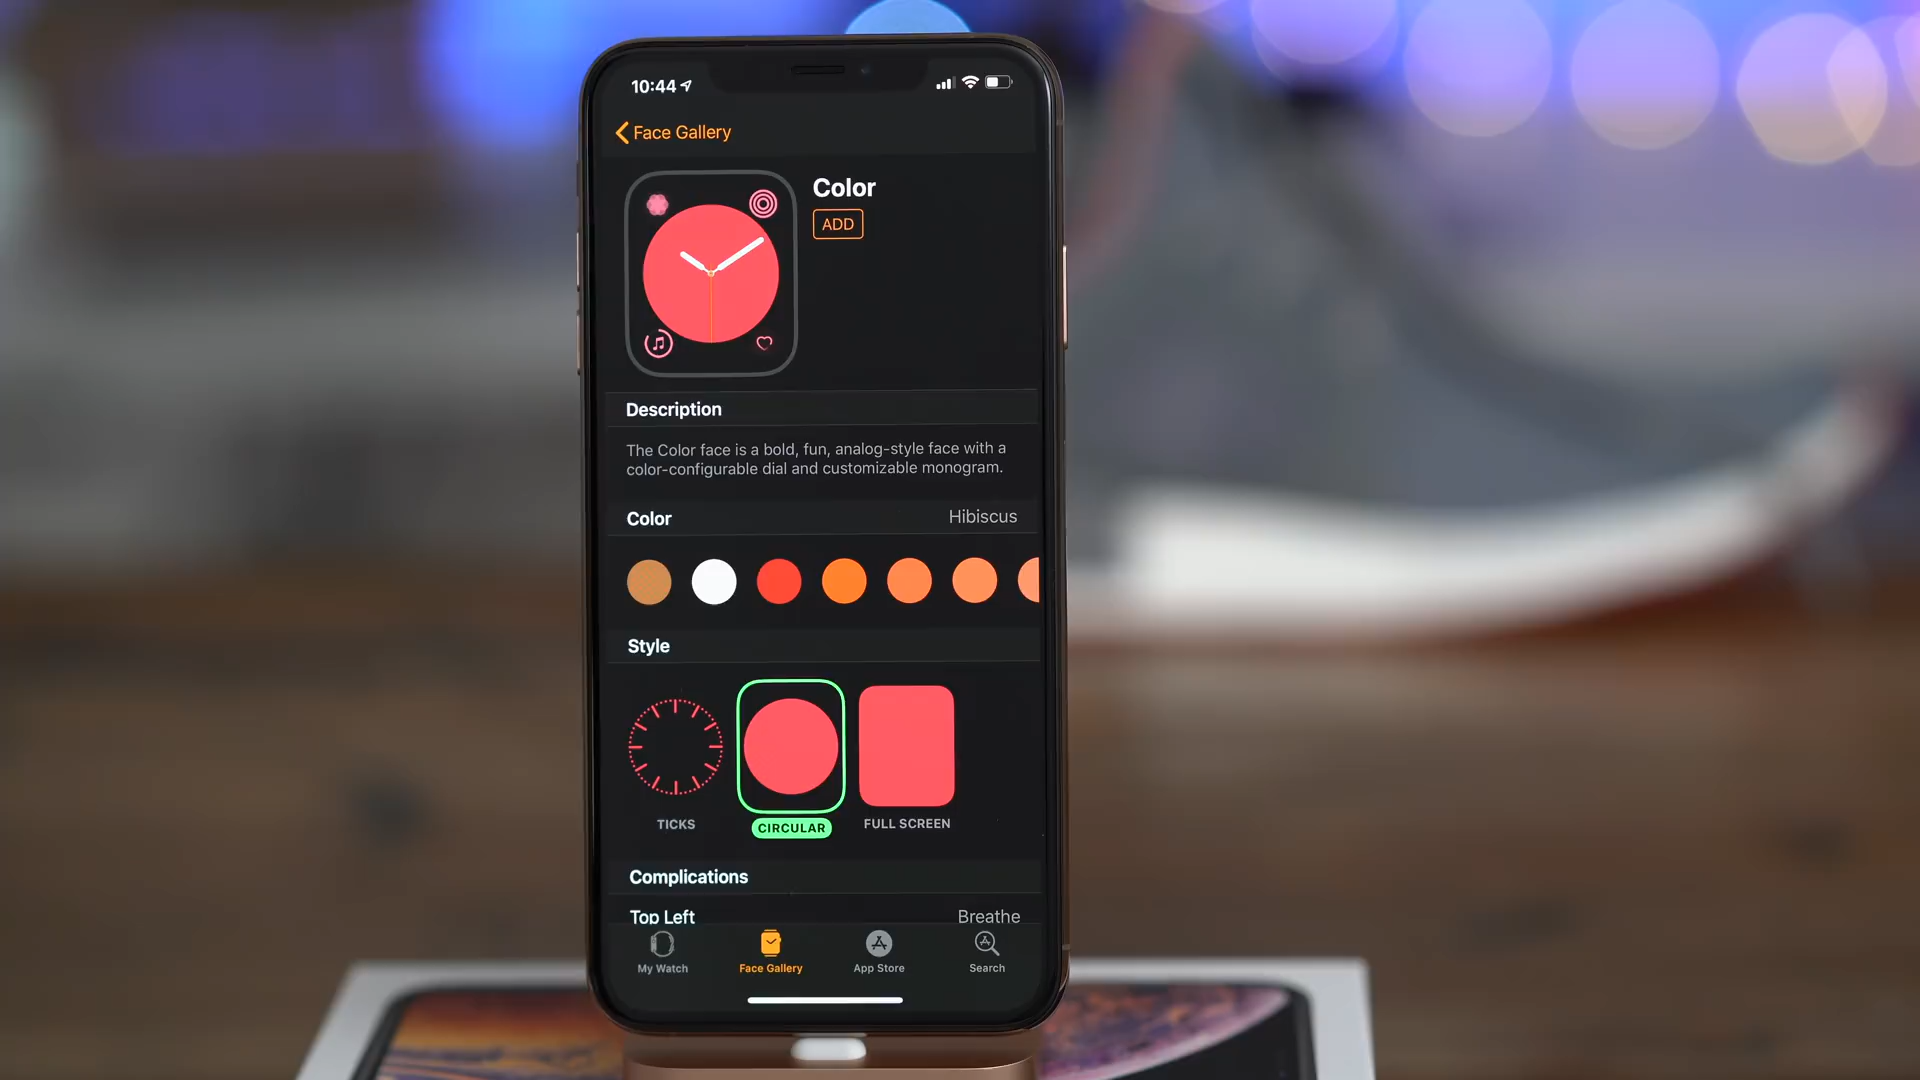 10:44
Face Gallery
Color
ADD
Description
The Color face is a bold, fun, analog-style face with a
color-configurable dial and customizable monogram.
Color
Hibiscus
Style
TICKS
CIRCULAR
FULL SCREEN
Complications
Top Left
Breathe
My Watch
Face Gallery
App Store
Search